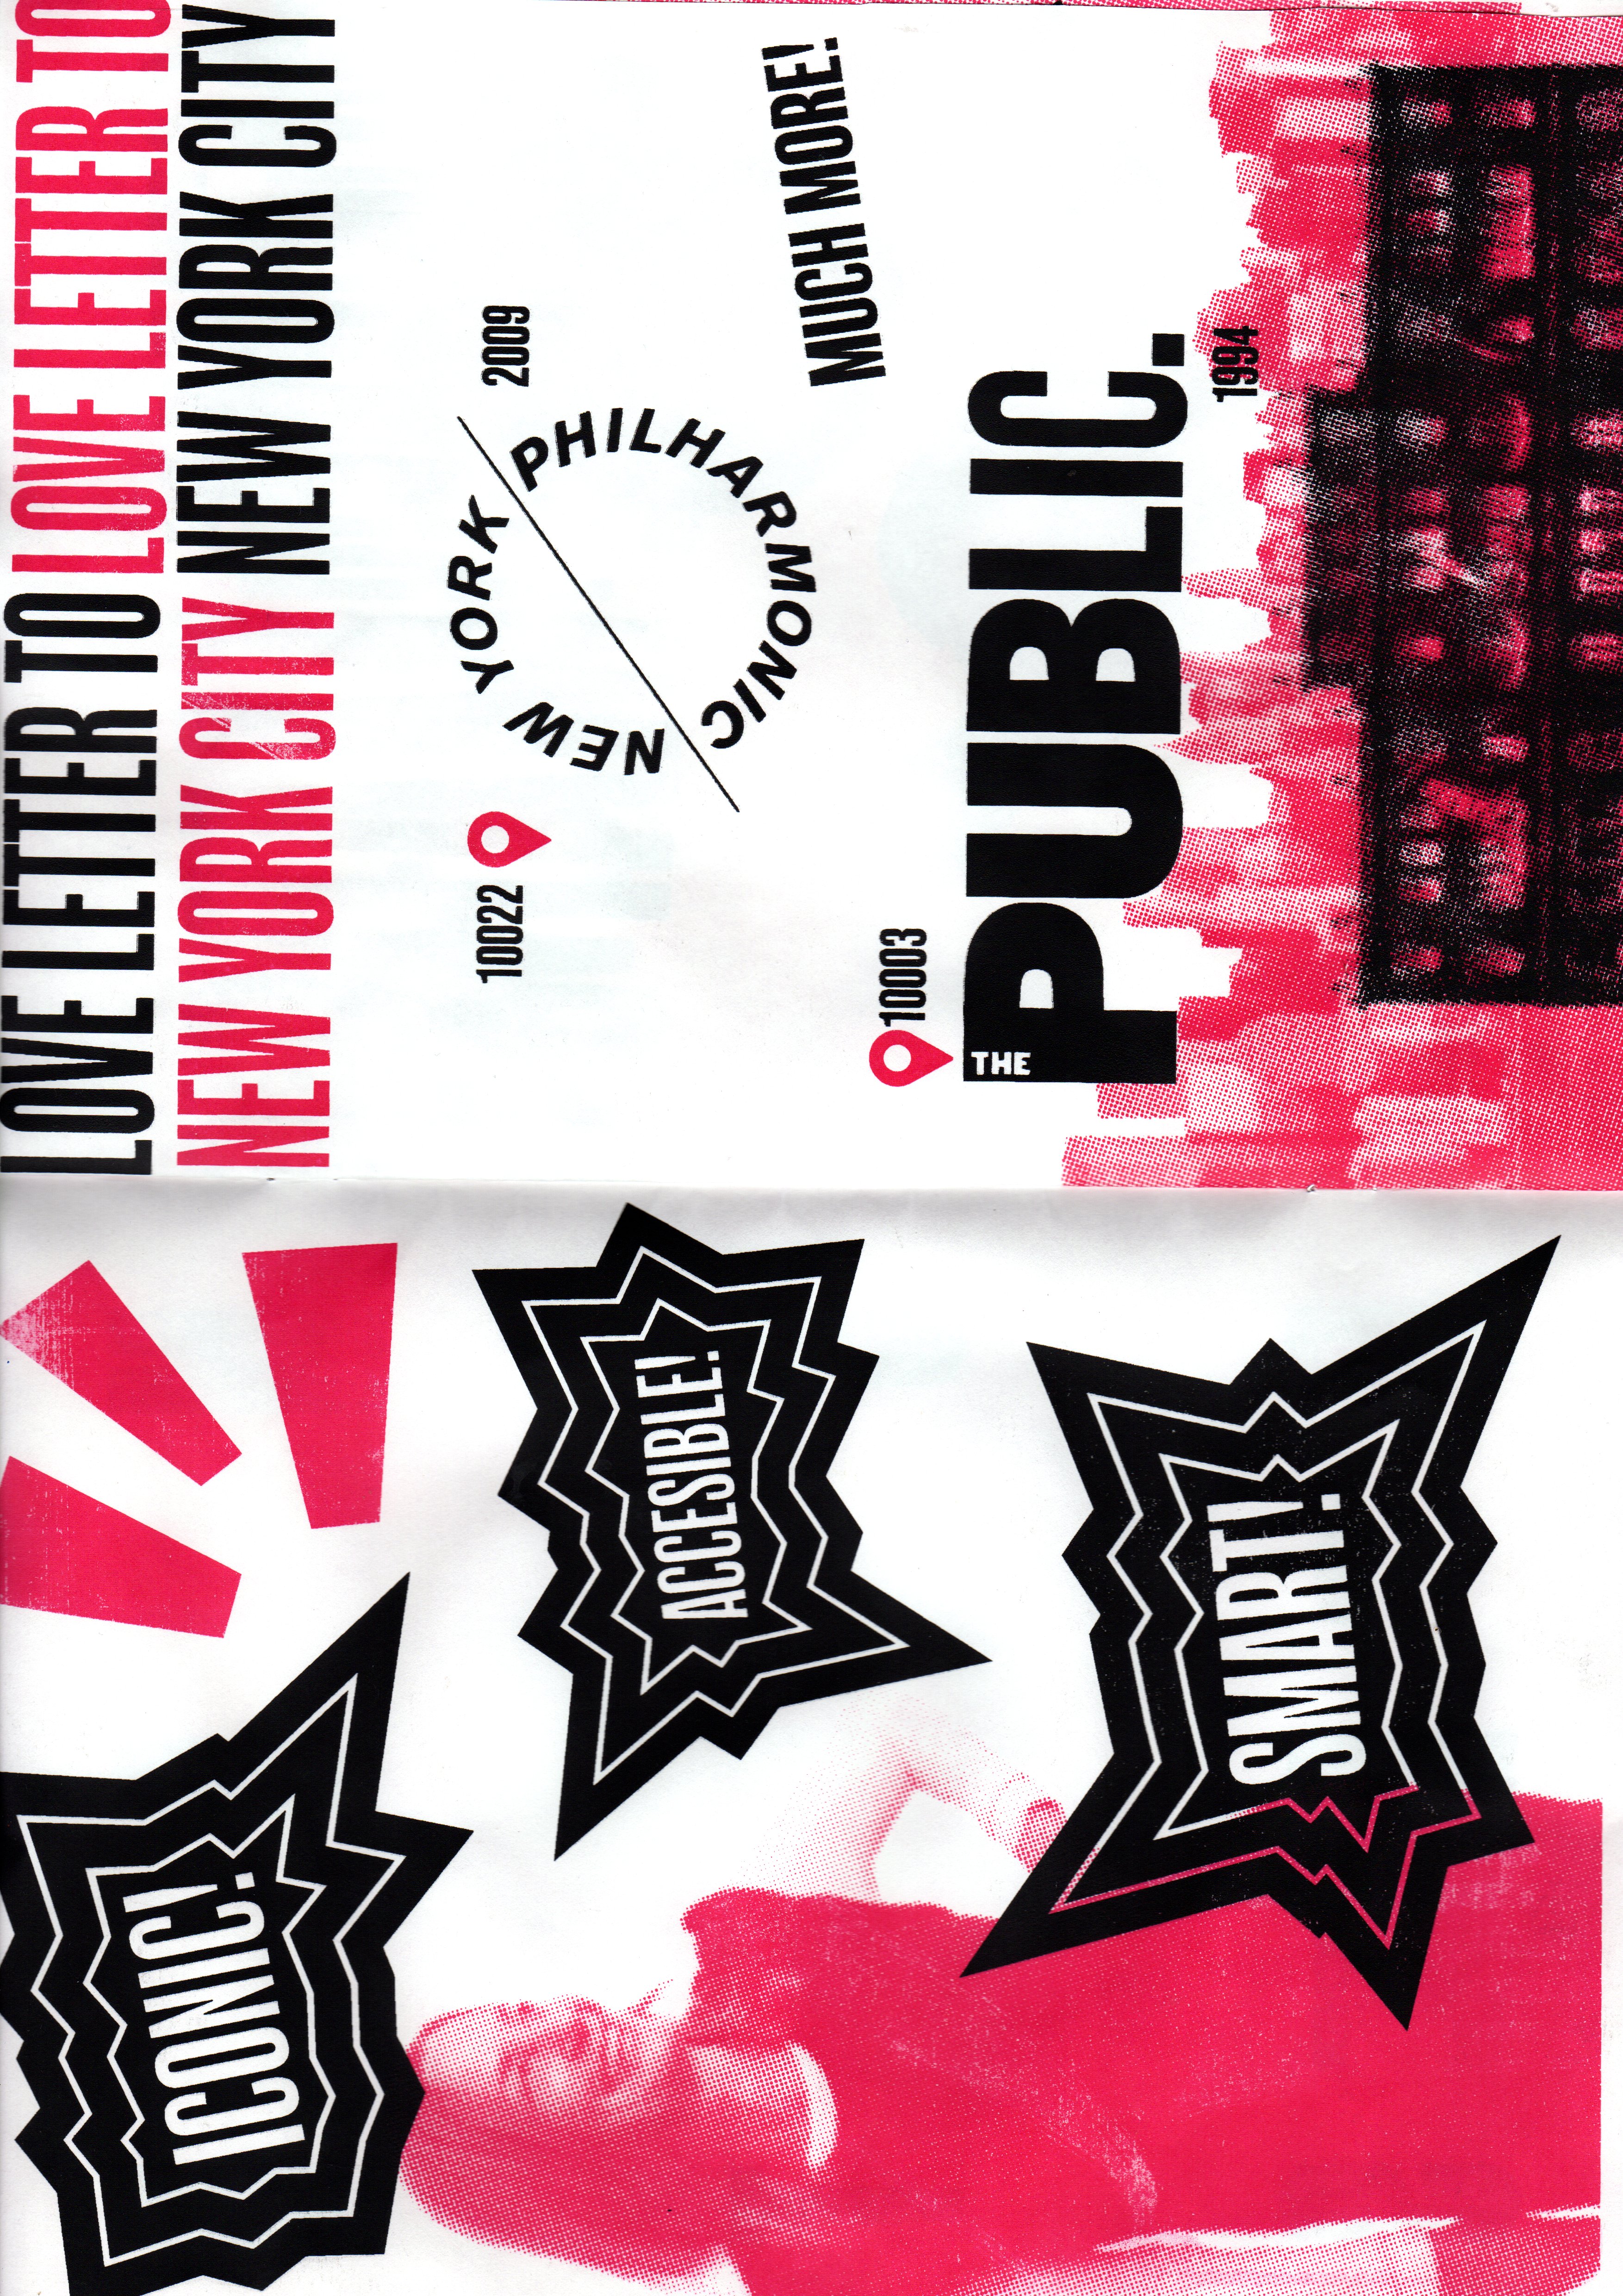 ICONIC!
ACCESIBLE!
SMART!
LOVE LETTER TO LOVE LETTER TO
NEW YORK CITY NEW YORK CITY
10022
NEW YORK PHILHARMONIC
2009
MUCH MORE!
10003
THE
PUBLIC.
1994